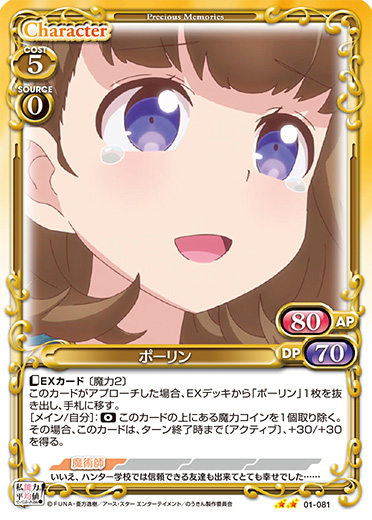 Precious Memories
Character
COST
5
SOURCE
0
80 AP
DP 70
ポーリン
EXカード〔魔力2〕
このカードがアプローチした場合、EXデッキから「ポーリン」1枚を抜
き出し、手札に移す。
［メイン/自分］： このカードの上にある魔力コインを1個取り除く。
その場合、このカードは、ターン終了時まで〔アクティブ〕、+30/+30
を得る。
魔術師
いいえ、ハンター学校では信頼できる友達も出来てとても幸せでした……
私、能力は
平均値
©FUNA・亜方逸樹／アース・スター エンターテイメント／のうきん製作委員会
01-081